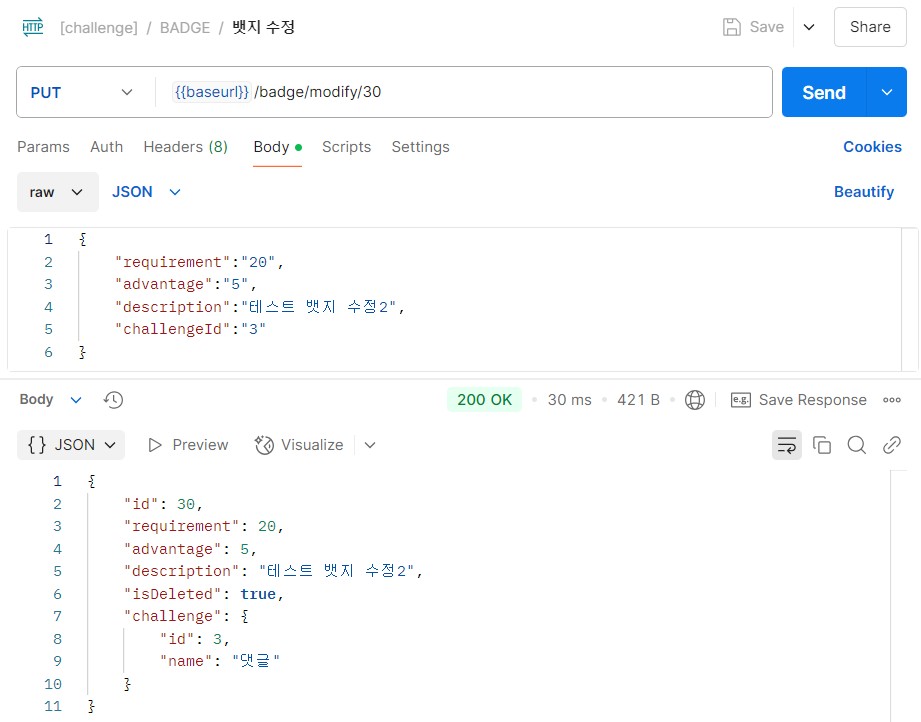 HTTP [challenge] / BADGE / 뱃지 수정 Save Share
PUT {{baseurl}} /badge/modify/30 Send
Params Auth Headers (8) Body Scripts Settings Cookies
raw JSON Beautify
1 {
2 "requirement":"20",
3 "advantage":"5",
4 "description":"테스트 뱃지 수정2",
5 "challengeId":"3"
6 }
Body 200 OK 30 ms 421 B e.g. Save Response
{} JSON Preview Visualize
1 {
2 "id": 30,
3 "requirement": 20,
4 "advantage": 5,
5 "description": "테스트 뱃지 수정2",
6 "isDeleted": true,
7 "challenge": {
8 "id": 3,
9 "name": "댓글"
10 }
11 }